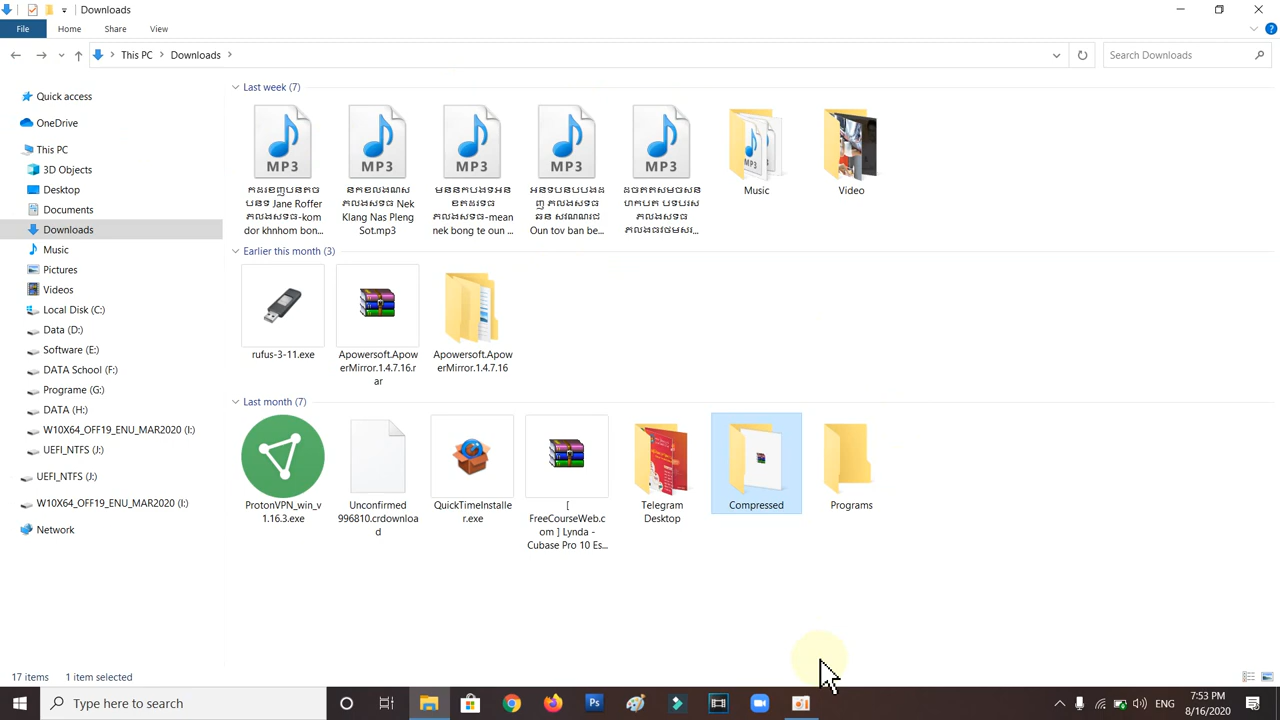 Downloads
File
Home
Share
View
This PC
Downloads
Search Downloads
Quick access
OneDrive
This PC
3D Objects
Desktop
Documents
Downloads
Music
Pictures
Videos
Local Disk (C:)
Data (D:)
Software (E:)
DATA School (F:)
Programe (G:)
DATA (H:)
W10X64_OFF19_ENU_MAR2020 (I:)
UEFI_NTFS (J:)
UEFI_NTFS (J:)
W10X64_OFF19_ENU_MAR2020 (I:)
Network
Last week (7)
MP3
MP3
MP3
MP3
MP3
MP3
Jane Roffer
dor khnhom bon...
Nek
Klang Nas Pleng
Sot.mp3
nek bong te oun ...
Oun tov ban be...
Music
Video
Earlier this month (3)
rufus-3-11.exe
Apowersoft.Apow
erMirror.1.4.7.16.r
ar
Apowersoft.Apow
erMirror.1.4.7.16
Last month (7)
ProtonVPN_win_v
1.16.3.exe
Unconfirmed
996810.crdownloa
d
QuickTimeInstalle
r.exe
[
FreeCourseWeb.c
om ] Lynda -
Cubase Pro 10 Es...
Telegram
Desktop
Compressed
Programs
17 items
1 item selected
Type here to search
Ps
ENG
7:53 PM
8/16/2020